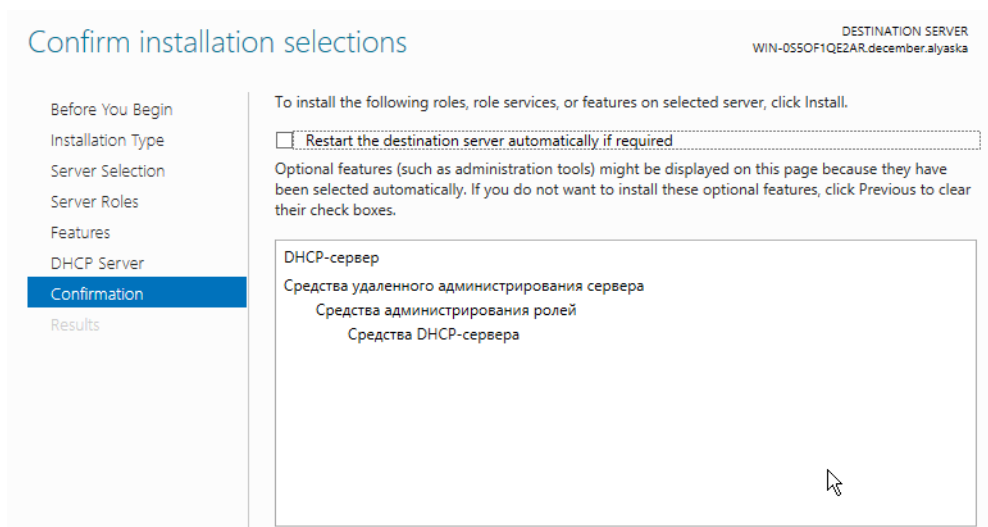 Confirm installation selections
DESTINATION SERVER
WIN-0S5OF1QE2AR.december.alyaska
Before You Begin
Installation Type
Server Selection
Server Roles
Features
DHCP Server
Confirmation
Results
To install the following roles, role services, or features on selected server, click Install.
Restart the destination server automatically if required
Optional features (such as administration tools) might be displayed on this page because they have
been selected automatically. If you do not want to install these optional features, click Previous to clear
their check boxes.
DHCP-сервер
Средства удаленного администрирования сервера
Средства администрирования ролей
Средства DHCP-сервера